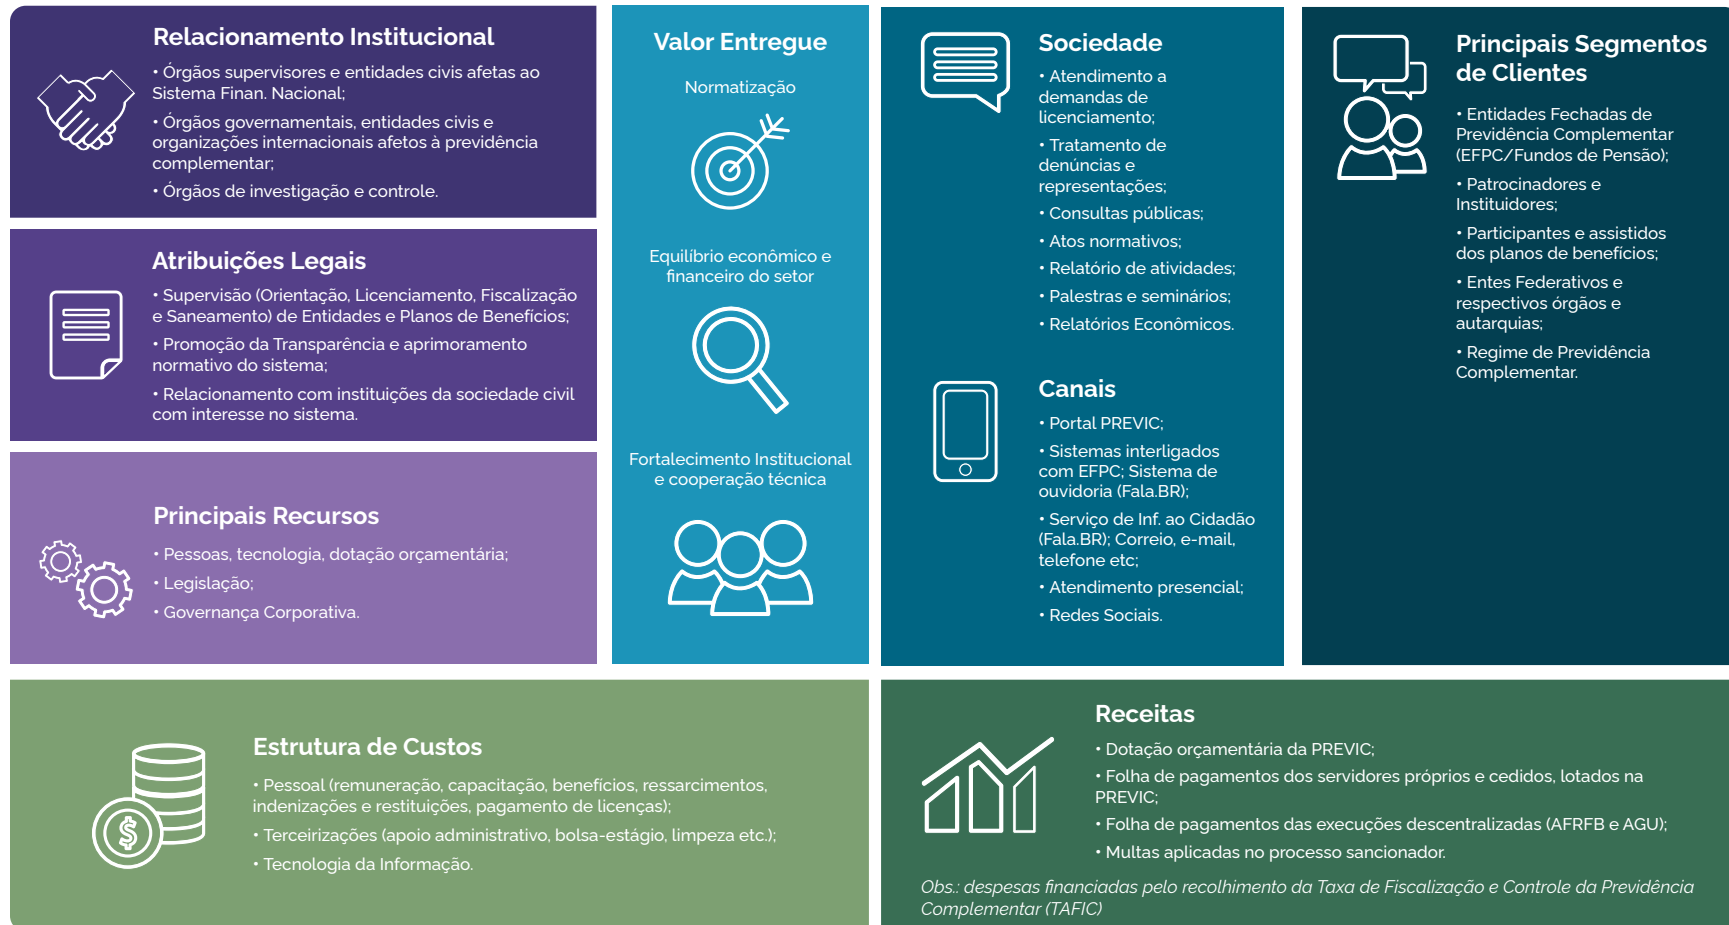 Relacionamento Institucional
• Órgãos supervisores e entidades civis afetas ao
Sistema Finan. Nacional;
• Órgãos governamentais, entidades civis e
organizações internacionais afetos à previdência
complementar;
• Órgãos de investigação e controle.
Atribuições Legais
• Supervisão (Orientação, Licenciamento, Fiscalização
e Saneamento) de Entidades e Planos de Benefícios;
• Promoção da Transparência e aprimoramento
normativo do sistema;
• Relacionamento com instituições da sociedade civil
com interesse no sistema.
Principais Recursos
• Pessoas, tecnologia, dotação orçamentária;
• Legislação;
• Governança Corporativa.
Valor Entregue
Normatização
Equilíbrio econômico e
financeiro do setor
Fortalecimento Institucional
e cooperação técnica
Sociedade
• Atendimento a
demandas de
licenciamento;
• Tratamento de
denúncias e
representações;
• Consultas públicas;
• Atos normativos;
• Relatório de atividades;
• Palestras e seminários;
• Relatórios Econômicos.
Canais
• Portal PREVIC;
• Sistemas interligados
com EFPC; Sistema de
ouvidoria (Fala.BR);
• Serviço de Inf. ao Cidadão
(Fala.BR); Correio, e-mail,
telefone etc;
• Atendimento presencial;
• Redes Sociais.
Principais Segmentos
de Clientes
• Entidades Fechadas de
Previdência Complementar
(EFPC/Fundos de Pensão);
• Patrocinadores e
Instituidores;
• Participantes e assistidos
dos planos de benefícios;
• Entes Federativos e
respectivos órgãos e
autarquias;
• Regime de Previdência
Complementar.
Estrutura de Custos
• Pessoal (remuneração, capacitação, benefícios, ressarcimentos,
indenizações e restituições, pagamento de licenças);
• Terceirizações (apoio administrativo, bolsa-estágio, limpeza etc.);
• Tecnologia da Informação.
$
Receitas
• Dotação orçamentária da PREVIC;
• Folha de pagamentos dos servidores próprios e cedidos, lotados na
PREVIC;
• Folha de pagamentos das execuções descentralizadas (AFRFB e AGU);
• Multas aplicadas no processo sancionador.
Obs.: despesas financiadas pelo recolhimento da Taxa de Fiscalização e Controle da Previdência
Complementar (TAFIC)